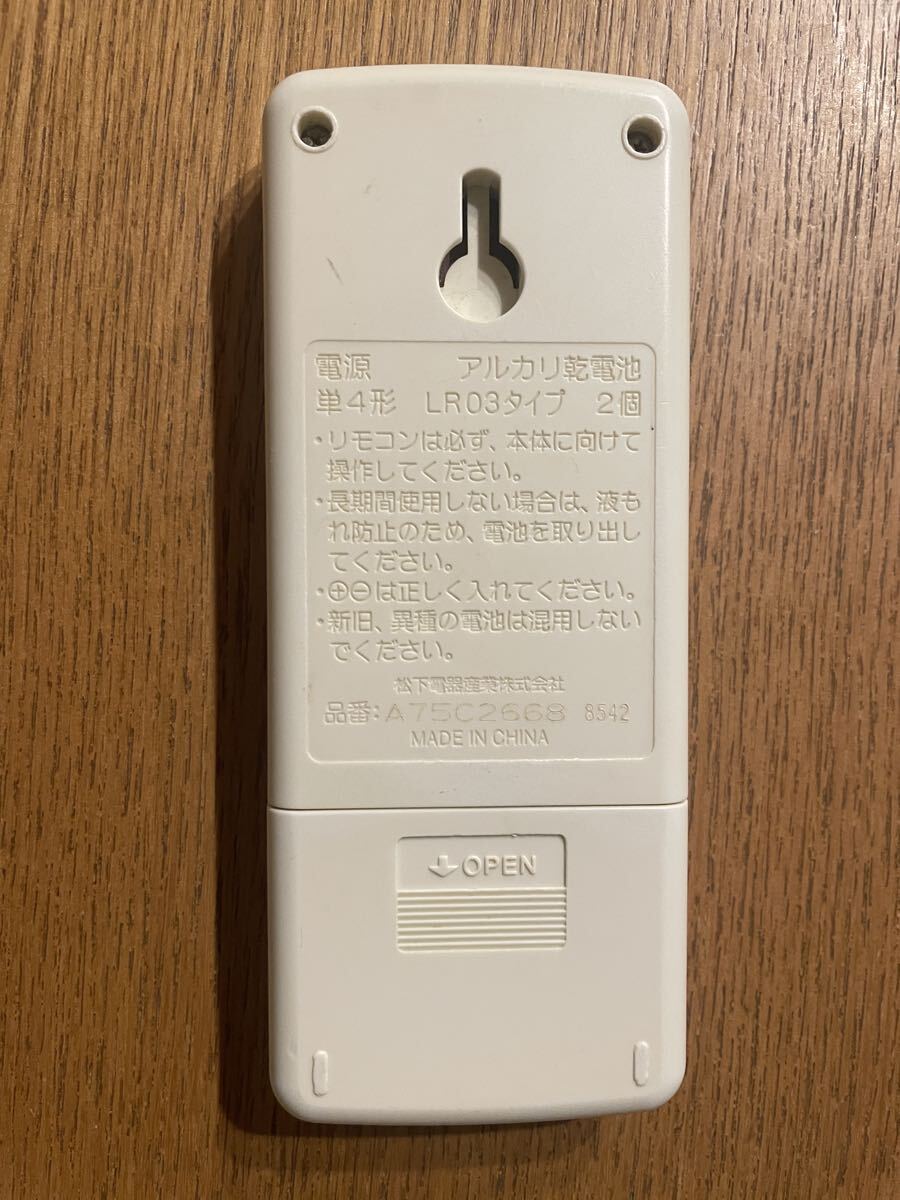 電源 アルカリ乾電池
単4形 LR03タイプ 2個
・リモコンは必ず、本体に向けて
操作してください。
・長期間使用しない場合は、液も
れ防止のため、電池を取り出し
てください。
・⊕⊖は正しく入れてください。
・新旧、異種の電池は混用しない
でください。
松下電器産業株式会社
品番：A75C2668 8542
MADE IN CHINA
OPEN